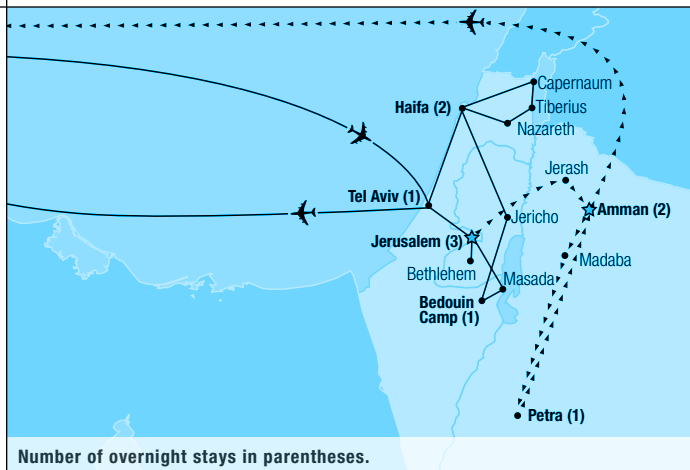 Capernaum
Haifa (2)
Tiberius
Nazareth
Jerash
Tel Aviv (1)
Amman (2)
Jericho
Jerusalem (3)
Madaba
Bethlehem
Masada
Bedouin
Camp (1)
Petra (1)
Number of overnight stays in parentheses.